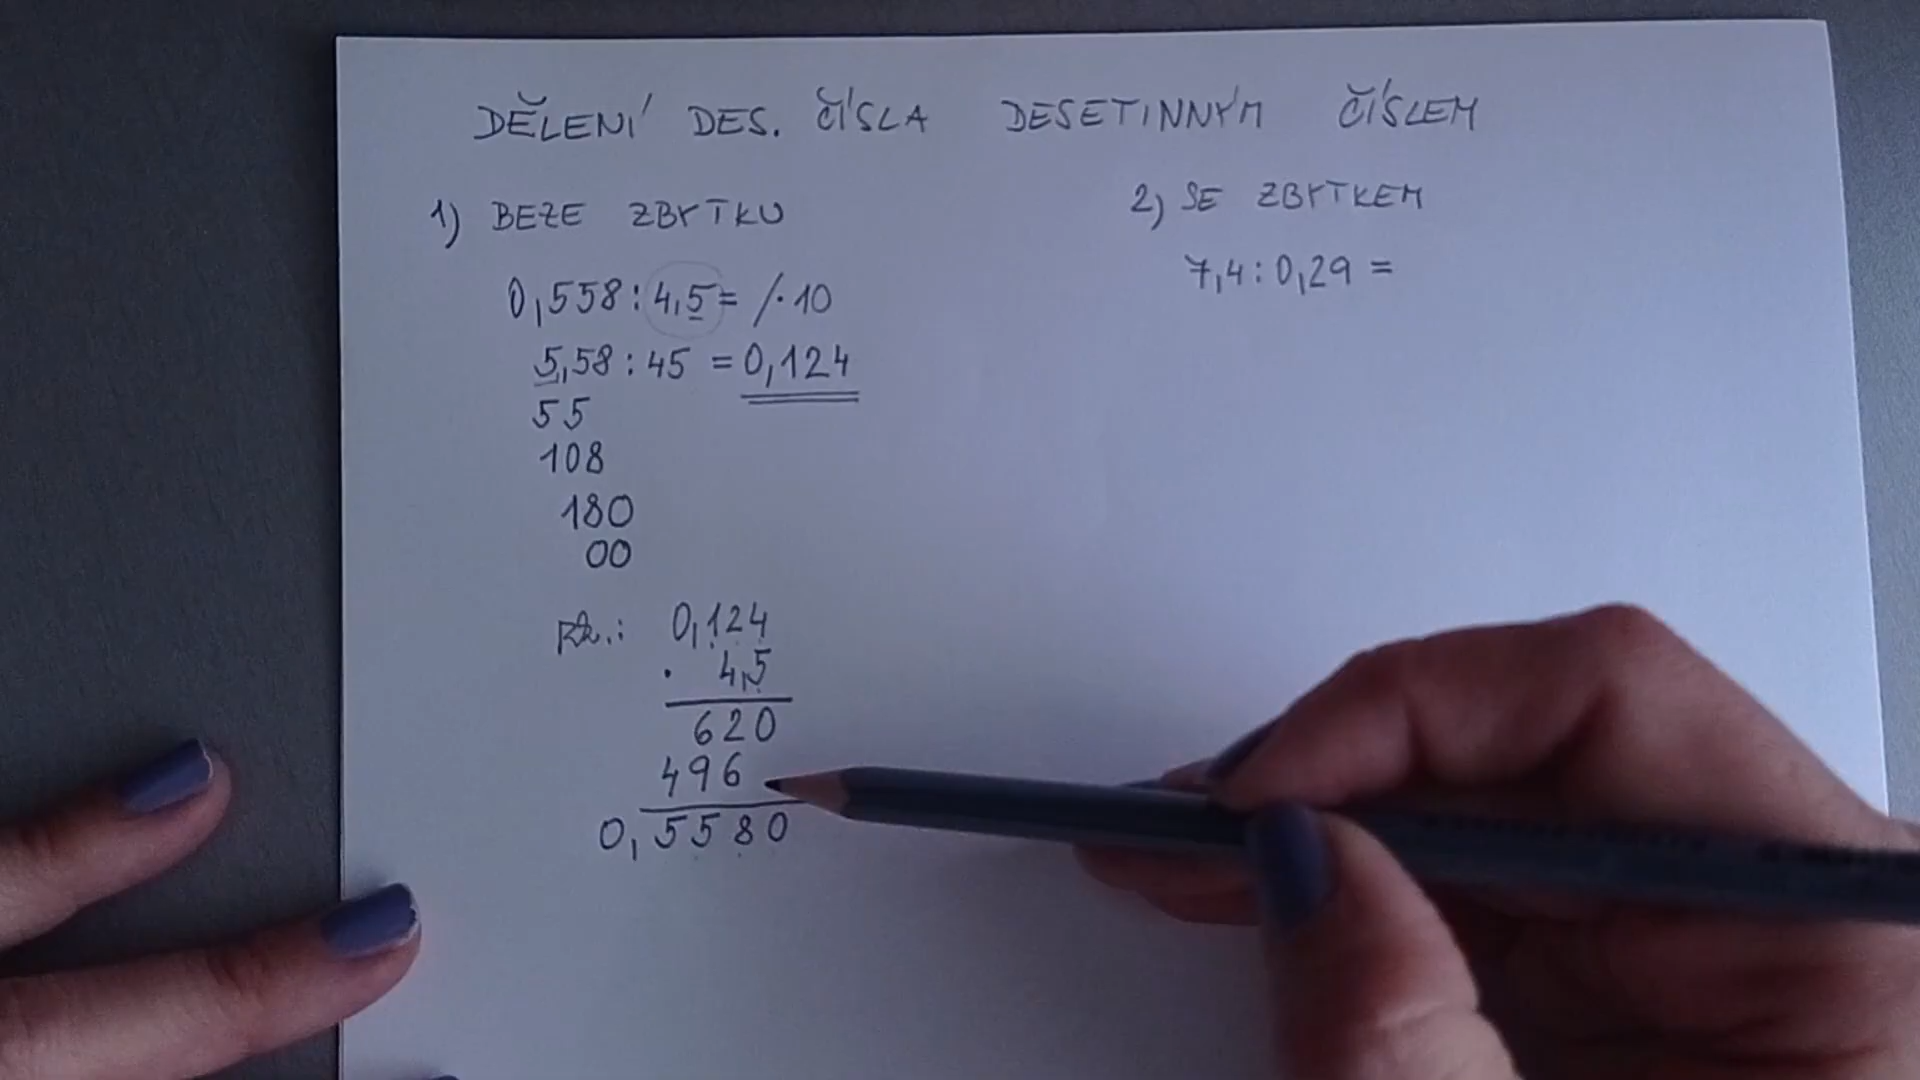 DĚLENÍ DES. ČÍSLA DESETINNÝM ČÍSLEM
1) BEZE ZBYTKU
0,558 : 4,5 = / · 10
5,58 : 45 = 0,124
55
108
180
00
Zk.: 0,124
· 4,5
620
496
0,5580
2) SE ZBYTKEM
7,4 : 0,29 =